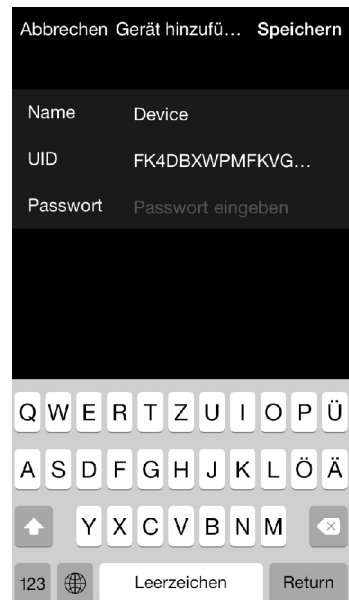 Abbrechen Gerät hinzufü... Speichern
Name Device
UID FK4DBXWPMFKVG...
Passwort Passwort eingeben
Q W E R T Z U I O P Ü
A S D F G H J K L Ö Ä
Y X C V B N M
123 Leerzeichen Return